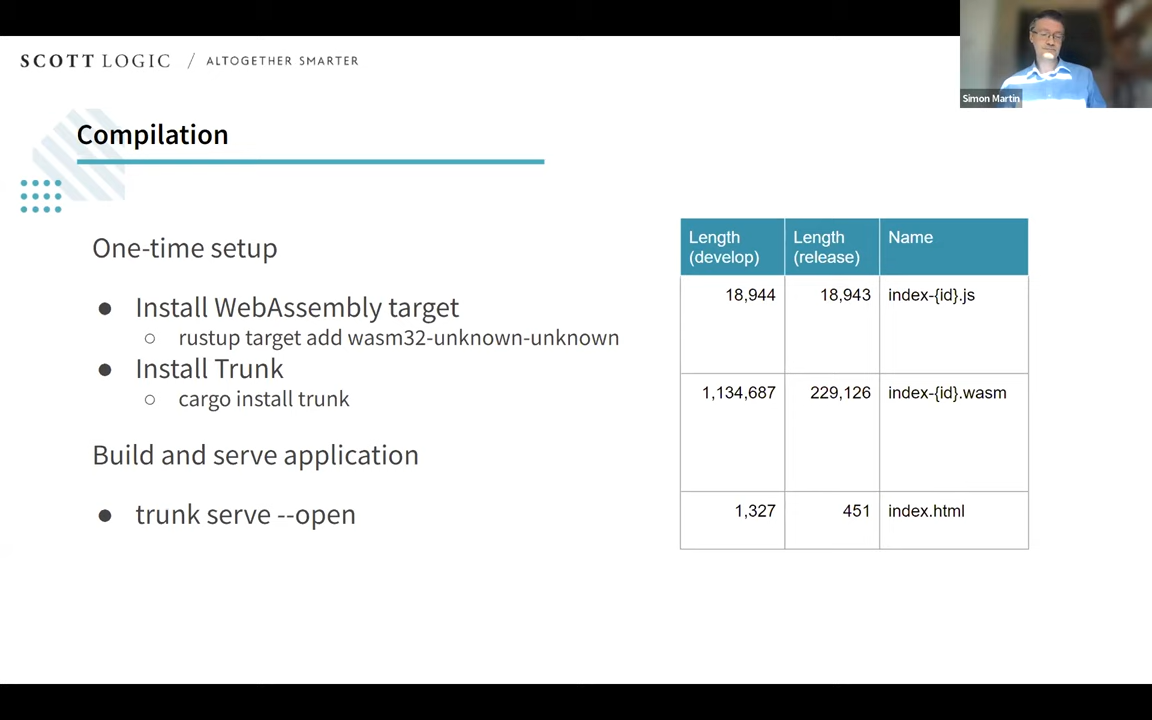 SCOTT LOGIC / ALTOGETHER SMARTER
Simon Martin
Compilation
One-time setup
● Install WebAssembly target
○ rustup target add wasm32-unknown-unknown
● Install Trunk
○ cargo install trunk
Build and serve application
● trunk serve --open
Length (develop) Length (release) Name
18,944 18,943 index-{id}.js
1,134,687 229,126 index-{id}.wasm
1,327 451 index.html